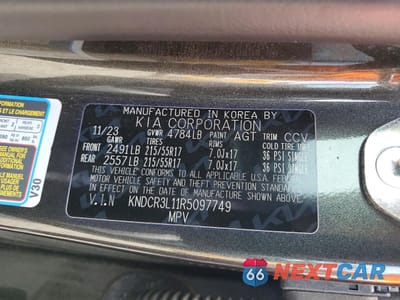 MANUFACTURED IN KOREA BY
KIA CORPORATION
11/23 GVWR 4784LB PAINT AGT TRIM CCV
GAWR TIRES RIMS COLD TIRE
FRONT 2491LB 215/55R17 7.0JX17 36 PSI SINGLE
REAR 2557LB 215/55R17 7.0JX17 36 PSI SINGLE
THIS VEHICLE CONFORMS TO ALL APPLICABLE FEDERAL
MOTOR VEHICLE SAFETY AND THEFT PREVENTION STANDARDS
IN EFFECT ON THE DATE OF MANUFACTURE SHOWN ABOVE.
V.I.N KNDCR3L11R5097749
MPV
V30
66 NEXTCAR